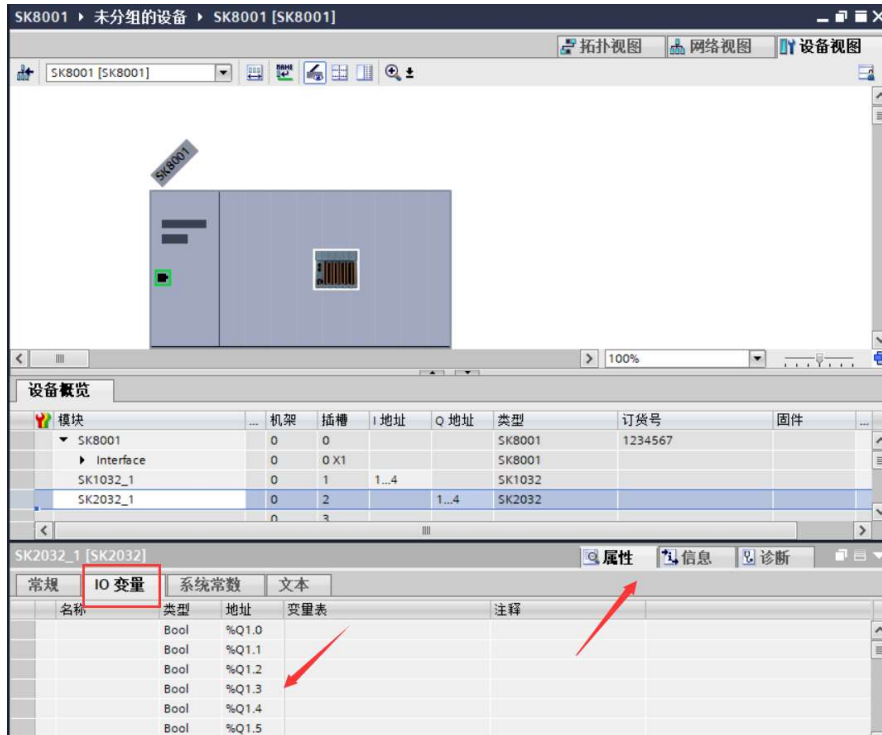 SK8001 ▸ 未分组的设备 ▸ SK8001 [SK8001]
拓扑视图 网络视图 设备视图
SK8001 [SK8001]
SK8001
100%
设备概览
模块 ... 机架 插槽 I 地址 Q 地址 类型 订货号 固件 ...
SK8001 0 0 SK8001 1234567
Interface 0 0 X1 SK8001
SK1032_1 0 1 1...4 SK1032
SK2032_1 0 2 1...4 SK2032
0 3
SK2032_1 [SK2032] 属性 信息 诊断
常规 IO 变量 系统常数 文本
名称 类型 地址 变量表 注释
Bool %Q1.0
Bool %Q1.1
Bool %Q1.2
Bool %Q1.3
Bool %Q1.4
Bool %Q1.5